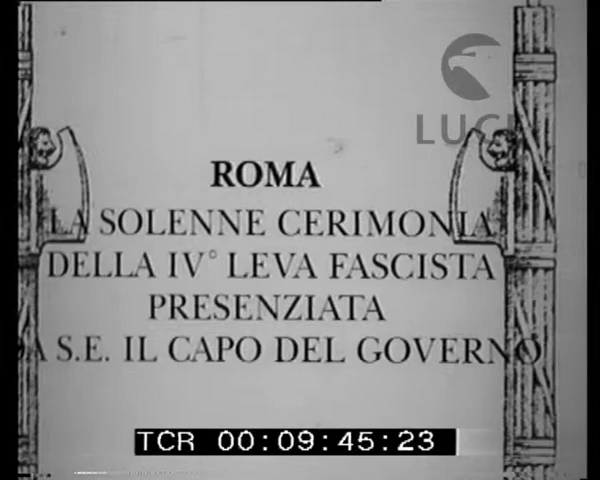 LUCE
ROMA
LA SOLENNE CERIMONIA
DELLA IV° LEVA FASCISTA
PRESENZIATA
DA S.E. IL CAPO DEL GOVERNO
TCR 00:09:45:23